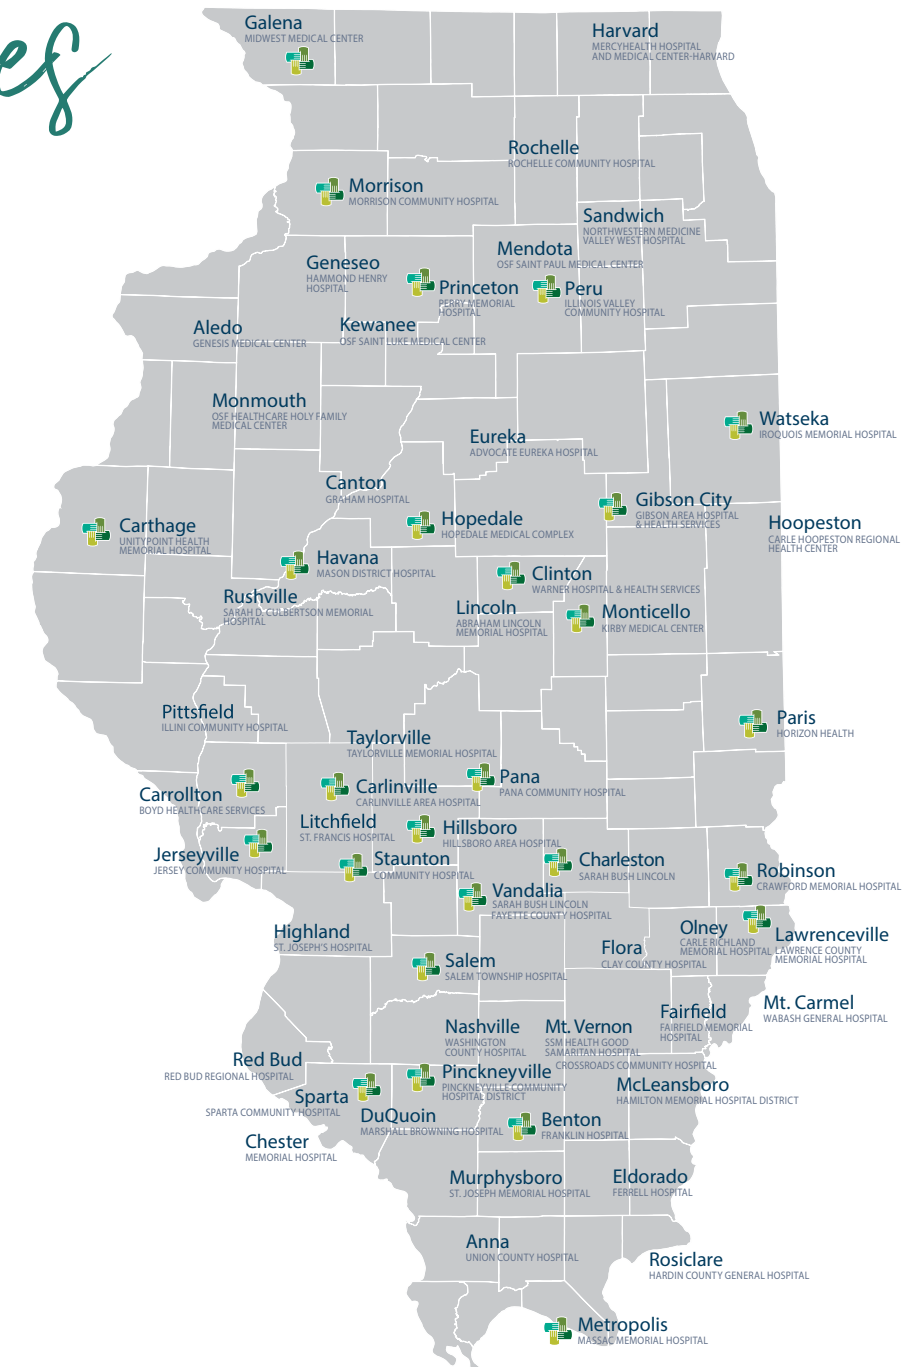 es
Galena
MIDWEST MEDICAL CENTER
Harvard
MERCYHEALTH HOSPITAL
AND MEDICAL CENTER-HARVARD
Rochelle
ROCHELLE COMMUNITY HOSPITAL
Morrison
MORRISON COMMUNITY HOSPITAL
Sandwich
NORTHWESTERN MEDICINE
VALLEY WEST HOSPITAL
Mendota
OSF SAINT PAUL MEDICAL CENTER
Geneseo
HAMMOND HENRY
HOSPITAL
Princeton
PERRY MEMORIAL
HOSPITAL
Peru
ILLINOIS VALLEY
COMMUNITY HOSPITAL
Aledo
GENESIS MEDICAL CENTER
Kewanee
OSF SAINT LUKE MEDICAL CENTER
Monmouth
OSF HEALTHCARE HOLY FAMILY
MEDICAL CENTER
Watseka
IROQUOIS MEMORIAL HOSPITAL
Eureka
ADVOCATE EUREKA HOSPITAL
Canton
GRAHAM HOSPITAL
Gibson City
GIBSON AREA HOSPITAL
& HEALTH SERVICES
Carthage
UNITYPOINT HEALTH
MEMORIAL HOSPITAL
Hopedale
HOPEDALE MEDICAL COMPLEX
Hoopeston
CARLE HOOPESTON REGIONAL
HEALTH CENTER
Havana
MASON DISTRICT HOSPITAL
Clinton
WARNER HOSPITAL & HEALTH SERVICES
Rushville
SARAH D. CULBERTSON MEMORIAL
HOSPITAL
Lincoln
ABRAHAM LINCOLN
MEMORIAL HOSPITAL
Monticello
KIRBY MEDICAL CENTER
Pittsfield
ILLINI COMMUNITY HOSPITAL
Paris
HORIZON HEALTH
Taylorville
TAYLORVILLE MEMORIAL HOSPITAL
Carrollton
BOYD HEALTHCARE SERVICES
Carlinville
CARLINVILLE AREA HOSPITAL
Pana
PANA COMMUNITY HOSPITAL
Litchfield
ST. FRANCIS HOSPITAL
Hillsboro
HILLSBORO AREA HOSPITAL
Jerseyville
JERSEY COMMUNITY HOSPITAL
Staunton
COMMUNITY HOSPITAL
Charleston
SARAH BUSH LINCOLN
Robinson
CRAWFORD MEMORIAL HOSPITAL
Vandalia
SARAH BUSH LINCOLN
FAYETTE COUNTY HOSPITAL
Highland
ST. JOSEPH'S HOSPITAL
Olney
CARLE RICHLAND
MEMORIAL HOSPITAL
Lawrenceville
LAWRENCE COUNTY
MEMORIAL HOSPITAL
Flora
CLAY COUNTY HOSPITAL
Salem
SALEM TOWNSHIP HOSPITAL
Mt. Carmel
WABASH GENERAL HOSPITAL
Fairfield
FAIRFIELD MEMORIAL
HOSPITAL
Nashville
WASHINGTON
COUNTY HOSPITAL
Mt. Vernon
SSM HEALTH GOOD
SAMARITAN HOSPITAL
CROSSROADS COMMUNITY HOSPITAL
Red Bud
RED BUD REGIONAL HOSPITAL
Pinckneyville
PINCKNEYVILLE COMMUNITY
HOSPITAL DISTRICT
McLeansboro
HAMILTON MEMORIAL HOSPITAL DISTRICT
Sparta
SPARTA COMMUNITY HOSPITAL
DuQuoin
MARSHALL BROWNING HOSPITAL
Benton
FRANKLIN HOSPITAL
Chester
MEMORIAL HOSPITAL
Murphysboro
ST. JOSEPH MEMORIAL HOSPITAL
Eldorado
FERRELL HOSPITAL
Anna
UNION COUNTY HOSPITAL
Rosiclare
HARDIN COUNTY GENERAL HOSPITAL
Metropolis
MASSAC MEMORIAL HOSPITAL